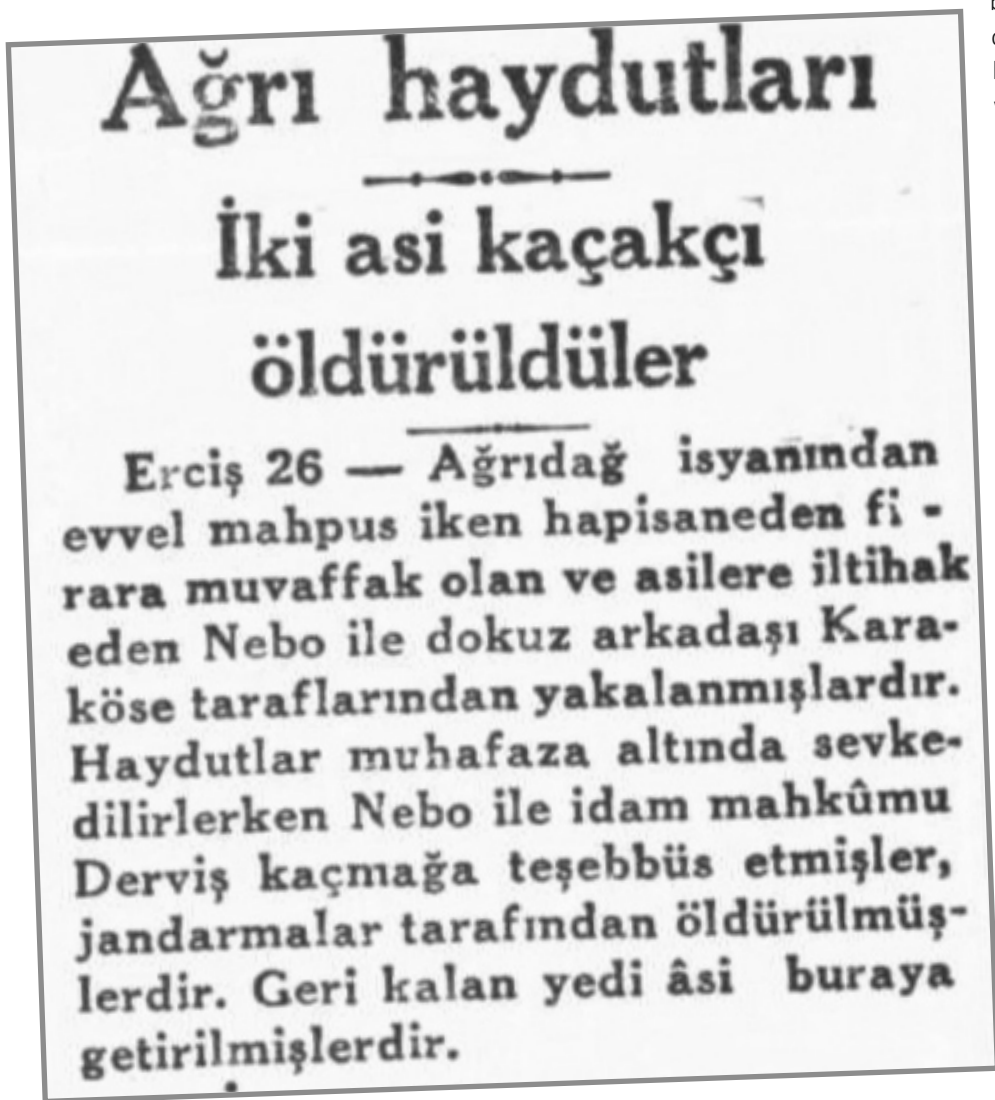 Ağrı haydutları
İki asi kaçakçı
öldürüldüler
Erciş 26 — Ağrıdağ isyanından
evvel mahpus iken hapisaneden fi -
rara muvaffak olan ve asilere iltihak
eden Nebo ile dokuz arkadaşı Kara-
köse taraflarından yakalanmışlardır.
Haydutlar muhafaza altında sevke-
dilirlerken Nebo ile idam mahkûmu
Derviş kaçmağa teşebbüs etmişler,
jandarmalar tarafından öldürülmüş-
lerdir. Geri kalan yedi âsi buraya
getirilmişlerdir.